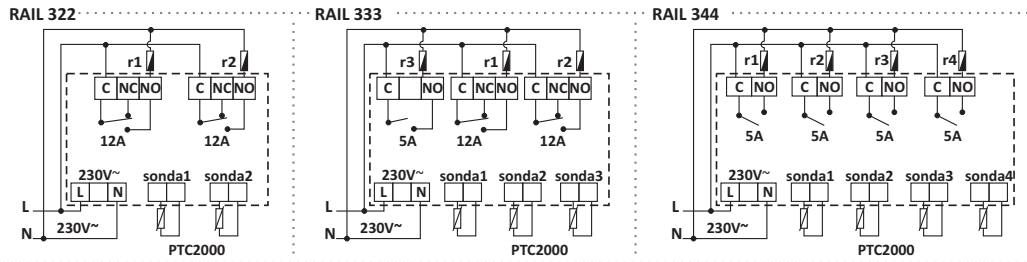 RAIL 322
r1 r2
C NC NO C NC NO
12A 12A
230V~ sonda1 sonda2
L N
L
N 230V~
PTC2000
RAIL 333
r3 r1 r2
C NO C NC NO C NC NO
5A 12A 12A
230V~ sonda1 sonda2 sonda3
L N
L
N 230V~
PTC2000
RAIL 344
r1 r2 r3 r4
C NO C NO C NO C NO
5A 5A 5A 5A
230V~ sonda1 sonda2 sonda3 sonda4
L N
L
N 230V~
PTC2000